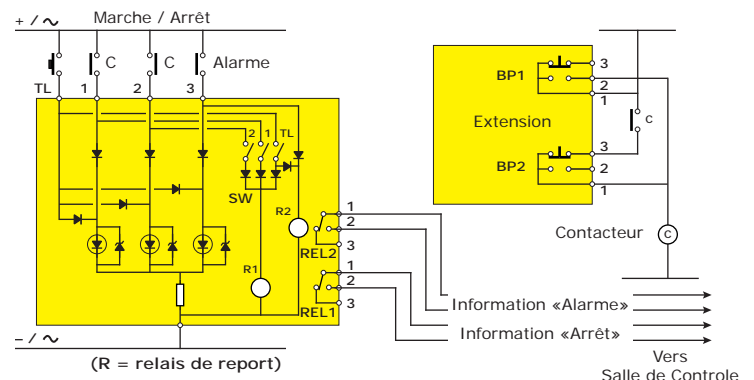 + / ∿
Marche / Arrêt
C
C
Alarme
TL
1
2
3
2
1
TL
SW
R2
R1
1
2
3
REL2
1
2
3
REL1
– / ∿
(R = relais de report)
BP1
3
2
1
Extension
C
BP2
3
2
1
Contacteur
C
Information «Alarme»
Information «Arrêt»
Vers
Salle de Controle